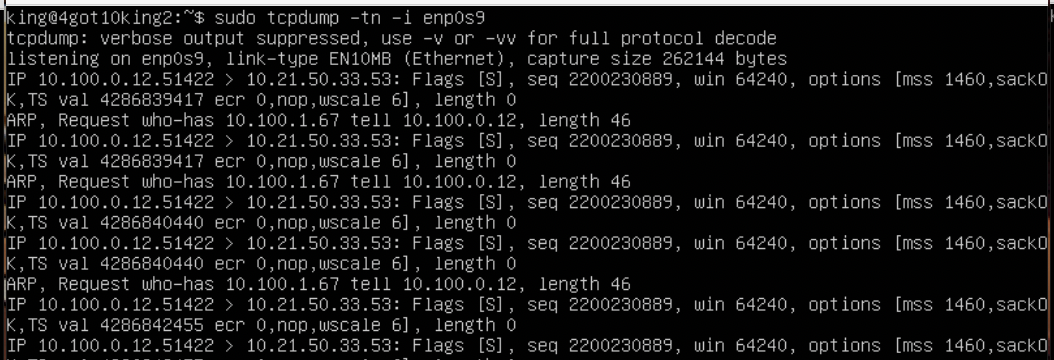 king@4got10king2:~$ sudo tcpdump -tn -i enp0s9
tcpdump: verbose output suppressed, use -v or -vv for full protocol decode
listening on enp0s9, link-type EN10MB (Ethernet), capture size 262144 bytes
IP 10.100.0.12.51422 > 10.21.50.33.53: Flags [S], seq 2200230889, win 64240, options [mss 1460,sackO
K,TS val 4286839417 ecr 0,nop,wscale 6], length 0
ARP, Request who-has 10.100.1.67 tell 10.100.0.12, length 46
IP 10.100.0.12.51422 > 10.21.50.33.53: Flags [S], seq 2200230889, win 64240, options [mss 1460,sackO
K,TS val 4286839417 ecr 0,nop,wscale 6], length 0
ARP, Request who-has 10.100.1.67 tell 10.100.0.12, length 46
IP 10.100.0.12.51422 > 10.21.50.33.53: Flags [S], seq 2200230889, win 64240, options [mss 1460,sackO
K,TS val 4286840440 ecr 0,nop,wscale 6], length 0
IP 10.100.0.12.51422 > 10.21.50.33.53: Flags [S], seq 2200230889, win 64240, options [mss 1460,sackO
K,TS val 4286840440 ecr 0,nop,wscale 6], length 0
ARP, Request who-has 10.100.1.67 tell 10.100.0.12, length 46
IP 10.100.0.12.51422 > 10.21.50.33.53: Flags [S], seq 2200230889, win 64240, options [mss 1460,sackO
K,TS val 4286842455 ecr 0,nop,wscale 6], length 0
IP 10.100.0.12.51422 > 10.21.50.33.53: Flags [S], seq 2200230889, win 64240, options [mss 1460,sackO